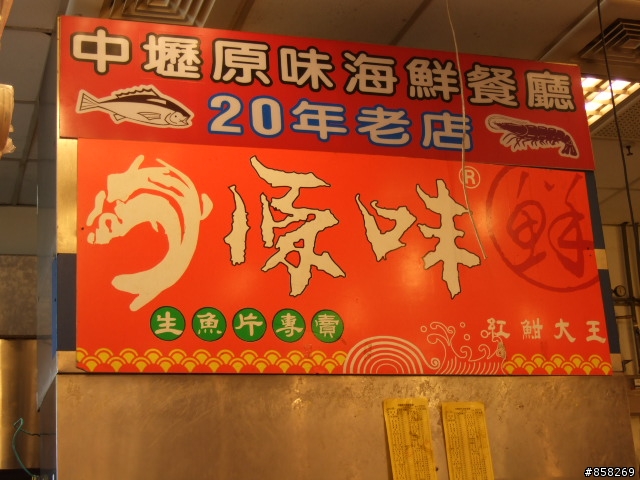 中壢原味海鮮餐廳
20年老店
原味®
鮮
生魚片專賣
紅魽大王
#858269